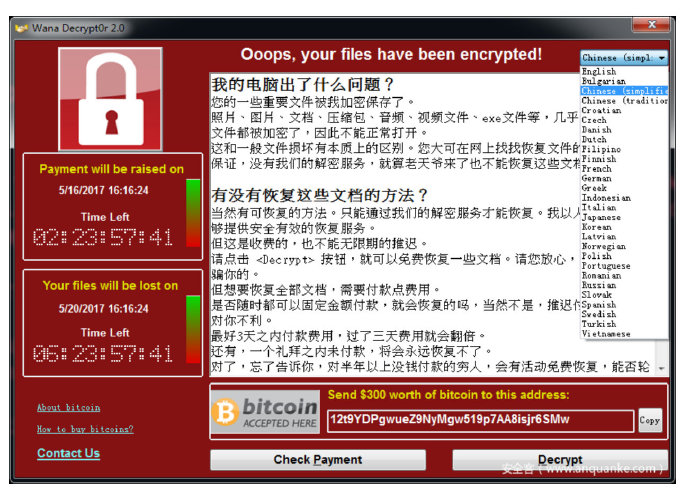 Wana Decrypt0r 2.0
Ooops, your files have been encrypted!
Chinese (simpl:
English
Bulgarian
Chinese (simplifie
Chinese (tradition
Croatian
Czech
Danish
Dutch
Filipino
Finnish
French
German
Greek
Indonesian
Italian
Japanese
Korean
Latvian
Norwegian
Polish
Portuguese
Romanian
Russian
Slovak
Spanish
Swedish
Turkish
Vietnamese
Payment will be raised on
5/16/2017 16:16:24
Time Left
02:23:57:41
Your files will be lost on
5/20/2017 16:16:24
Time Left
06:23:57:41
About bitcoin
How to buy bitcoins?
Contact Us
我的电脑出了什么问题？
您的一些重要文件被我加密保存了。
照片、图片、文档、压缩包、音频、视频文件、exe文件等，几乎
文件都被加密了，因此不能正常打开。
这和一般文件损坏有本质上的区别。您大可在网上找找恢复文件的
保证，没有我们的解密服务，就算老天爷来了也不能恢复这些文档
有没有恢复这些文档的方法？
当然有可恢复的方法。只能通过我们的解密服务才能恢复。我以人
够提供安全有效的恢复服务。
但这是收费的，也不能无限期的推迟。
请点击 <Decrypt> 按钮，就可以免费恢复一些文档。请您放心，
骗你的。
但想要恢复全部文档，需要付款点费用。
是否随时都可以固定金额付款，就会恢复的吗，当然不是，推迟付
对你不利。
最好3天之内付款费用，过了三天费用就会翻倍。
还有，一个礼拜之内未付款，将会永远恢复不了。
对了，忘了告诉你，对半年以上没钱付款的穷人，会有活动免费恢复，能否轮
bitcoin
ACCEPTED HERE
Send $300 worth of bitcoin to this address:
12t9YDPgwueZ9NyMgw519p7AA8isjr6SMw
Copy
Check Payment
Decrypt
安全客 ( www.anquanke.com )